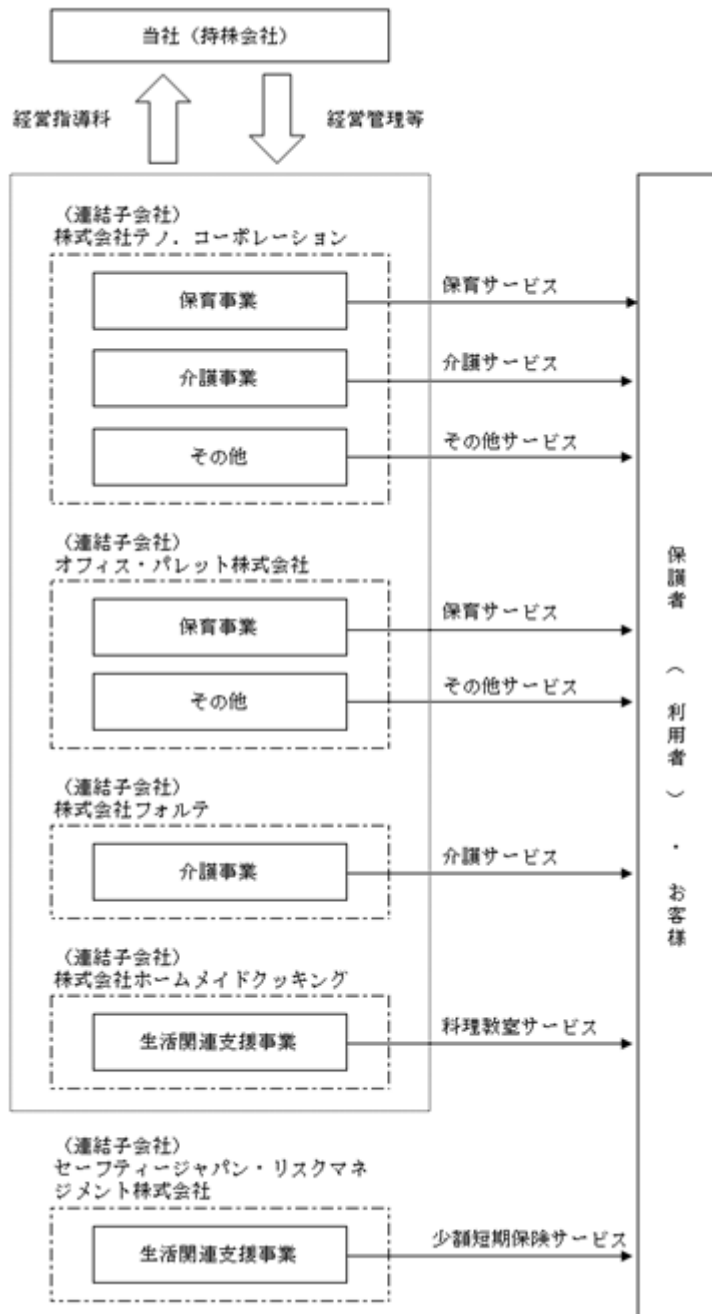 当社（持株会社）
経営指導料
経営管理等
（連結子会社）
株式会社テノ．コーポレーション
保育事業
保育サービス
介護事業
介護サービス
その他
その他サービス
（連結子会社）
オフィス・パレット株式会社
保育事業
保育サービス
その他
その他サービス
（連結子会社）
株式会社フォルテ
介護事業
介護サービス
（連結子会社）
株式会社ホームメイドクッキング
生活関連支援事業
料理教室サービス
（連結子会社）
セーフティージャパン・リスクマネ
ジメント株式会社
生活関連支援事業
少額短期保険サービス
保護者（利用者）・お客様